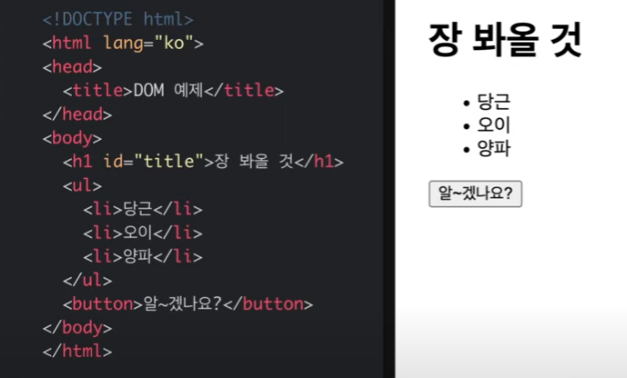 <!DOCTYPE html>
<html lang="ko">
<head>
<title>DOM 예제</title>
</head>
<body>
<h1 id="title">장 봐올 것</h1>
<ul>
<li>당근</li>
<li>오이</li>
<li>양파</li>
</ul>
<button>알~겠나요?</button>
</body>
</html>
장 봐올 것
• 당근
• 오이
• 양파
알~겠나요?